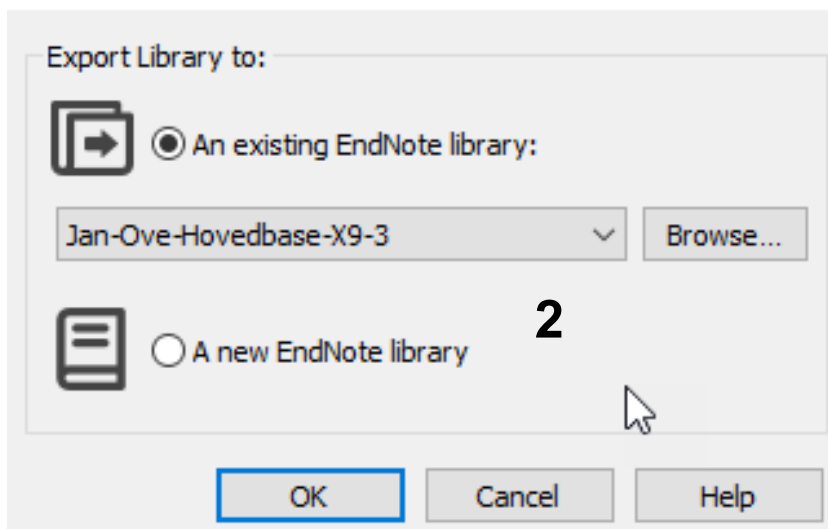 Export Library to:
An existing EndNote library:
Jan-Ove-Hovedbase-X9-3
Browse...
2
A new EndNote library
OK
Cancel
Help